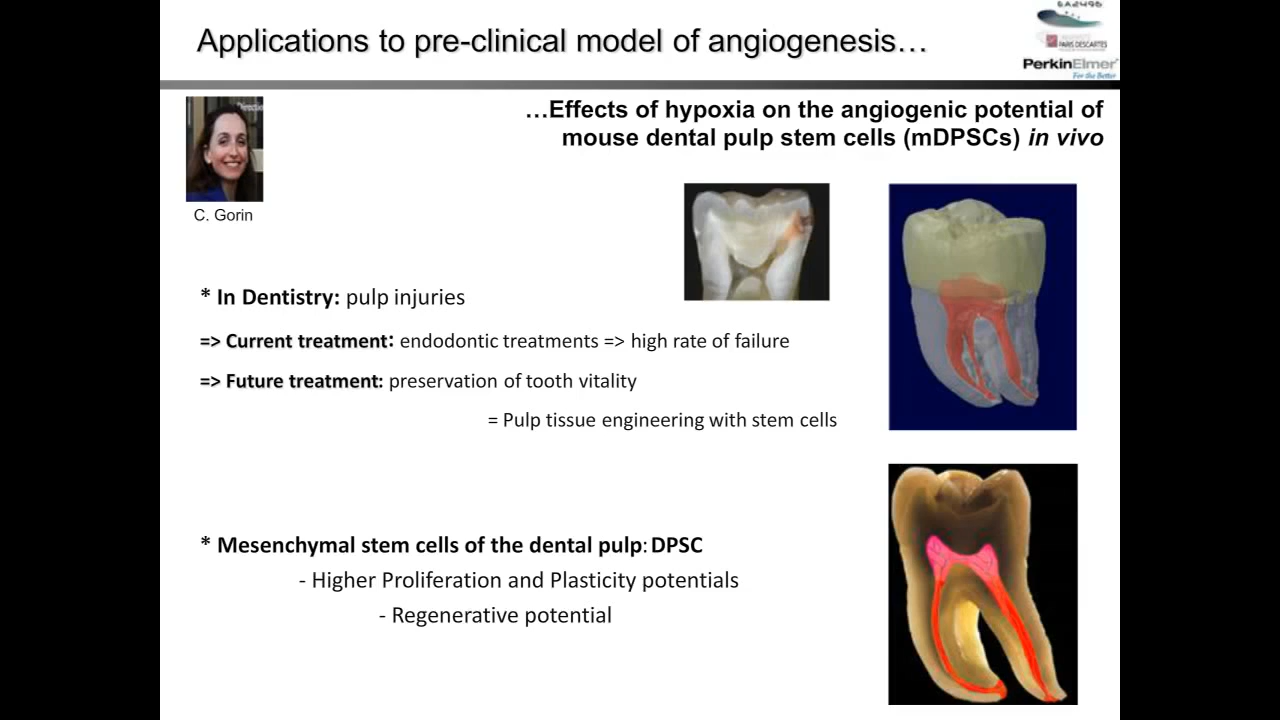 Applications to pre-clinical model of angiogenesis…
PARIS DESCARTES
PerkinElmer
For the Better
…Effects of hypoxia on the angiogenic potential of
mouse dental pulp stem cells (mDPSCs) in vivo
C. Gorin
* In Dentistry: pulp injuries
=> Current treatment: endodontic treatments => high rate of failure
=> Future treatment: preservation of tooth vitality
= Pulp tissue engineering with stem cells
* Mesenchymal stem cells of the dental pulp: DPSC
- Higher Proliferation and Plasticity potentials
- Regenerative potential